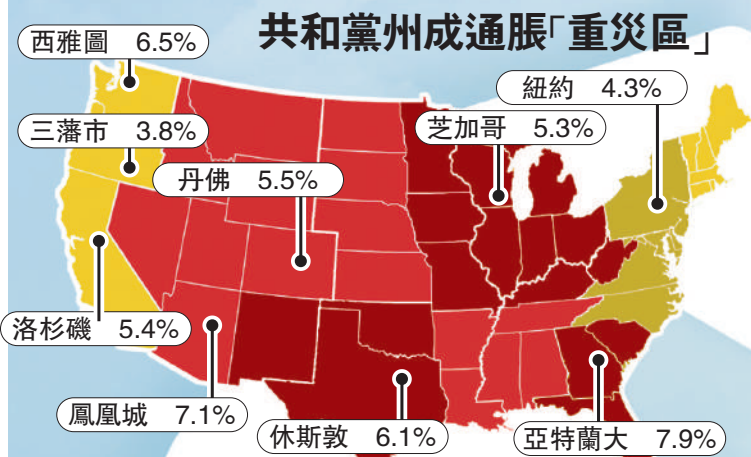 共和黨州成通脹「重災區」
西雅圖 6.5%
紐約 4.3%
三藩市 3.8%
芝加哥 5.3%
丹佛 5.5%
洛杉磯 5.4%
鳳凰城 7.1%
休斯敦 6.1%
亞特蘭大 7.9%